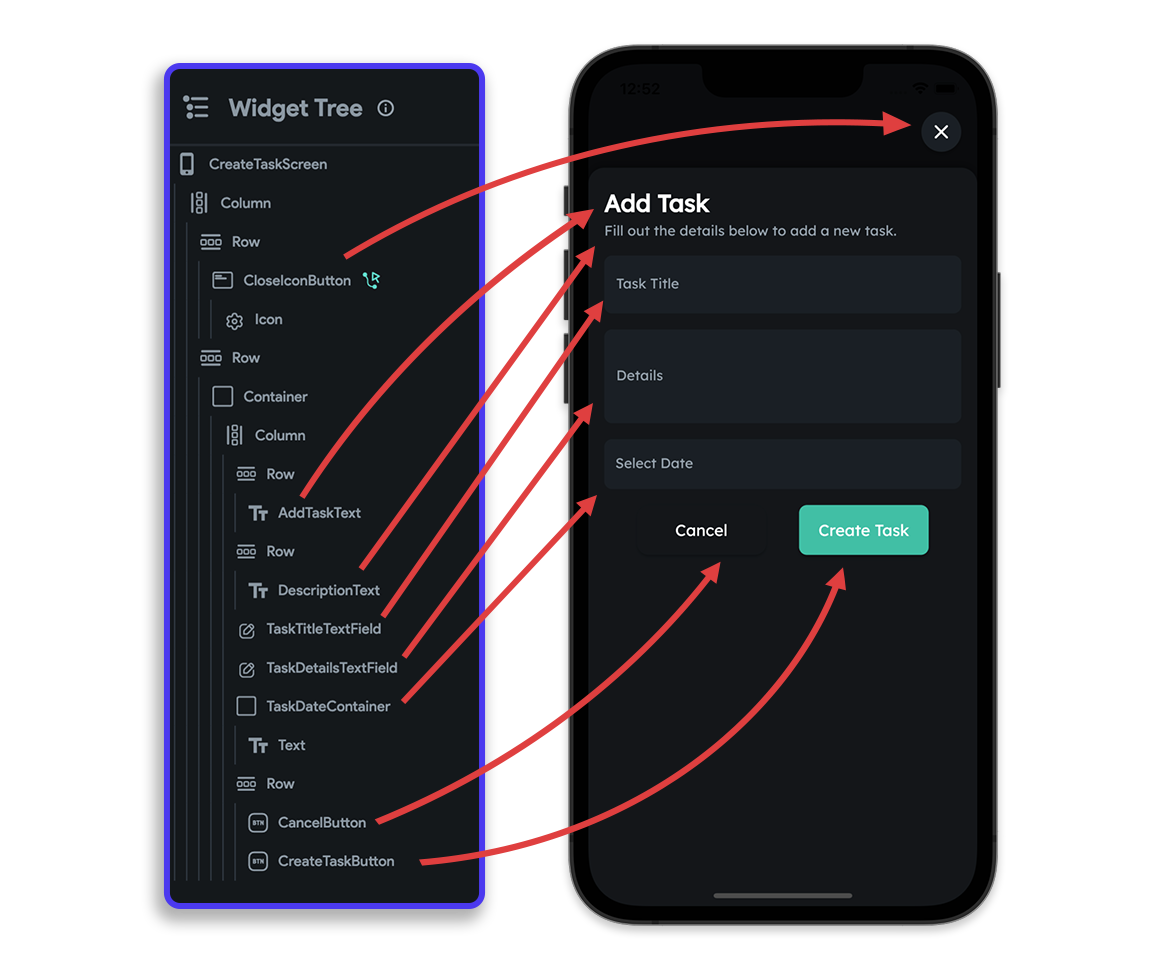 Widget Tree
CreateTaskScreen
Column
Row
CloseIconButton
Icon
Row
Container
Column
Row
AddTaskText
Row
DescriptionText
TaskTitleTextField
TaskDetailsTextField
TaskDateContainer
Text
Row
BTN CancelButton
BTN CreateTaskButton
12:52
Add Task
Fill out the details below to add a new task.
Task Title
Details
Select Date
Cancel
Create Task